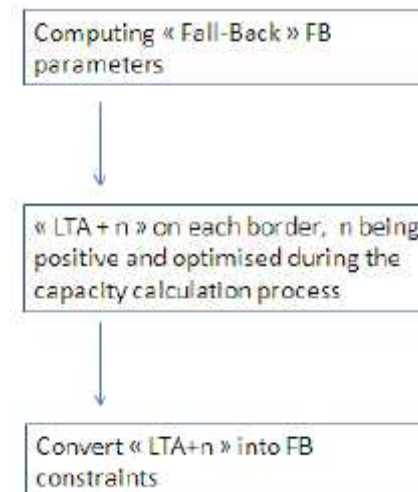 Computing « Fall-Back » FB
parameters
« LTA + n » on each border, n being
positive and optimised during the
capacity calculation process
Convert « LTA+n » into FB
constraints